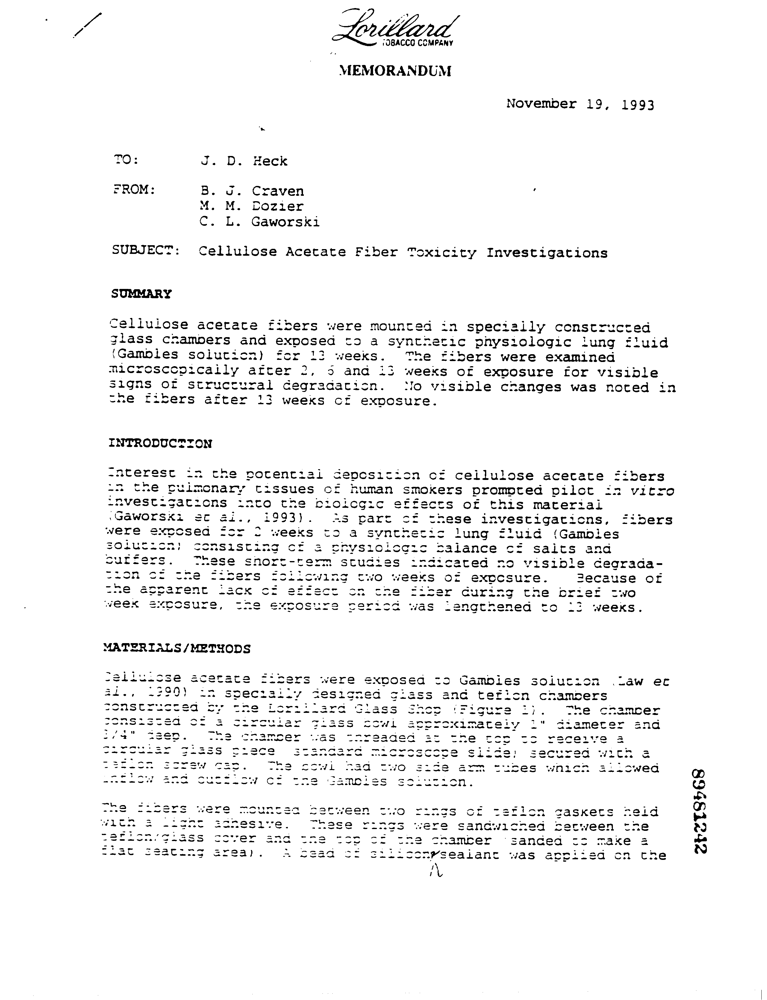 Lorillard
TOBACCO COMPANY
MEMORANDUM
November 19, 1993
TO: J. D. Heck
FROM: B. J. Craven
M. M. Dozier
C. L. Gaworski
SUBJECT: Cellulose Acetate Fiber Toxicity Investigations
SUMMARY
Cellulose acetate fibers were mounted in specially constructed
glass chambers and exposed to a synthetic physiologic lung fluid
(Gambles solution) for 13 weeks. The fibers were examined
microscopically after 2, 6 and 13 weeks of exposure for visible
signs of structural degradation. No visible changes was noted in
the fibers after 13 weeks of exposure.
INTRODUCTION
Interest in the potential deposition of cellulose acetate fibers
in the pulmonary tissues of human smokers prompted pilot in vitro
investigations into the biologic effects of this material
(Gaworski et al., 1993). As part of these investigations, fibers
were exposed for 2 weeks to a synthetic lung fluid (Gambles
solution) consisting of a physiologic balance of salts and
buffers. These short-term studies indicated no visible degrada-
tion of the fibers following two weeks of exposure. Because of
the apparent lack of effect on the fiber during the brief two
week exposure, the exposure period was lengthened to 13 weeks.
MATERIALS/METHODS
Cellulose acetate fibers were exposed to Gambles solution (Law et
al., 1990) in specially designed glass and teflon chambers
constructed by the Lorillard Glass Shop (Figure 1). The chamber
consisted of a circular glass cowl approximately 1" diameter and
1/4" deep. The chamber was threaded at the top to receive a
circular glass piece (standard microscope slide) secured with a
teflon screw cap. The cowl had two side arm tubes which allowed
inflow and outflow of the Gambles solution.
The fibers were mounted between two rings of teflon gaskets held
with a light adhesive. These rings were sandwiched between the
teflon/glass cover and the top of the chamber (sanded to make a
flat seating area). A bead of silicon sealant was applied on the
89481242